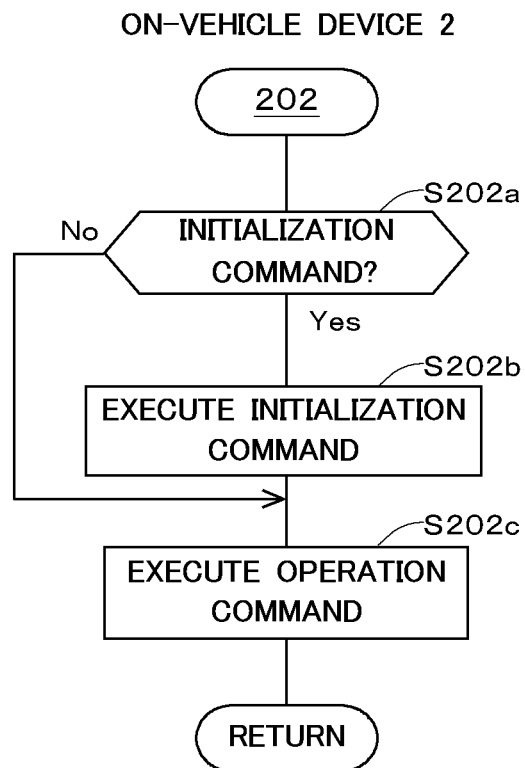 ON-VEHICLE DEVICE 2
202
S202a
No
INITIALIZATION
COMMAND?
Yes
S202b
EXECUTE INITIALIZATION
COMMAND
S202c
EXECUTE OPERATION
COMMAND
RETURN